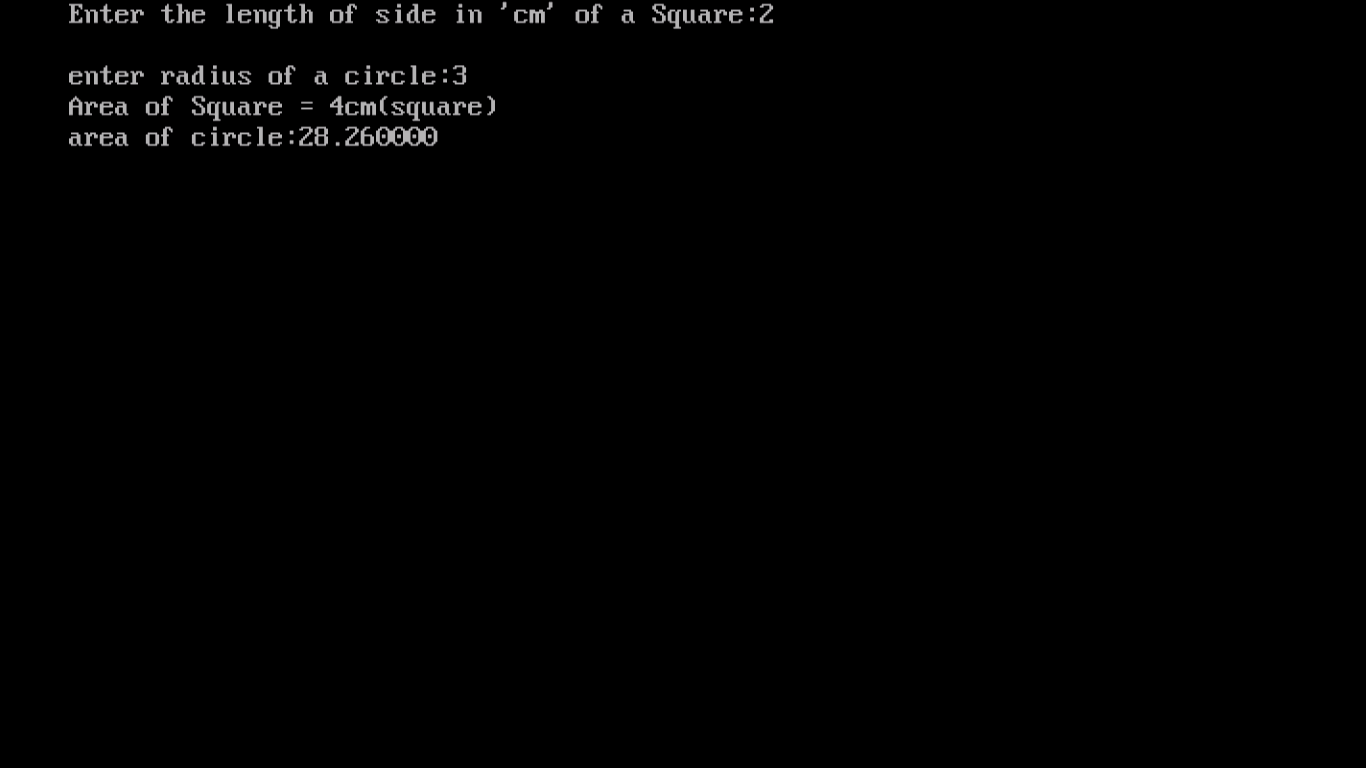 Enter the length of side in 'cm' of a Square:2
enter radius of a circle:3
Area of Square = 4cm(square)
area of circle:28.260000